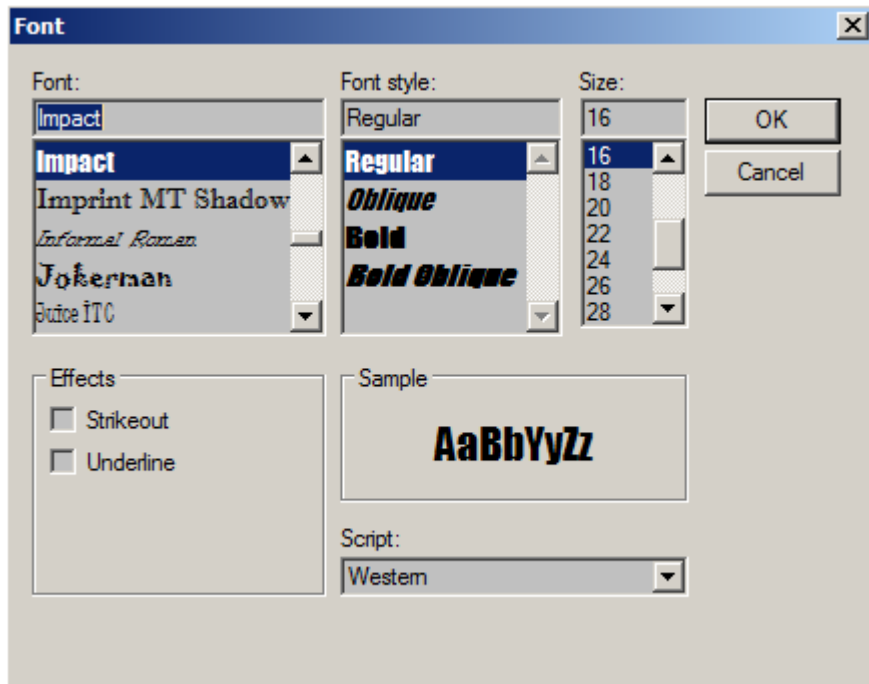 Font
Font:
Impact
Impact
Imprint MT Shadow
Informal Roman
Jokerman
Juice ITC
Font style:
Regular
Regular
Oblique
Bold
Bold Oblique
Size:
16
16
18
20
22
24
26
28
OK
Cancel
Effects
Strikeout
Underline
Sample
AaBbYyZz
Script:
Western